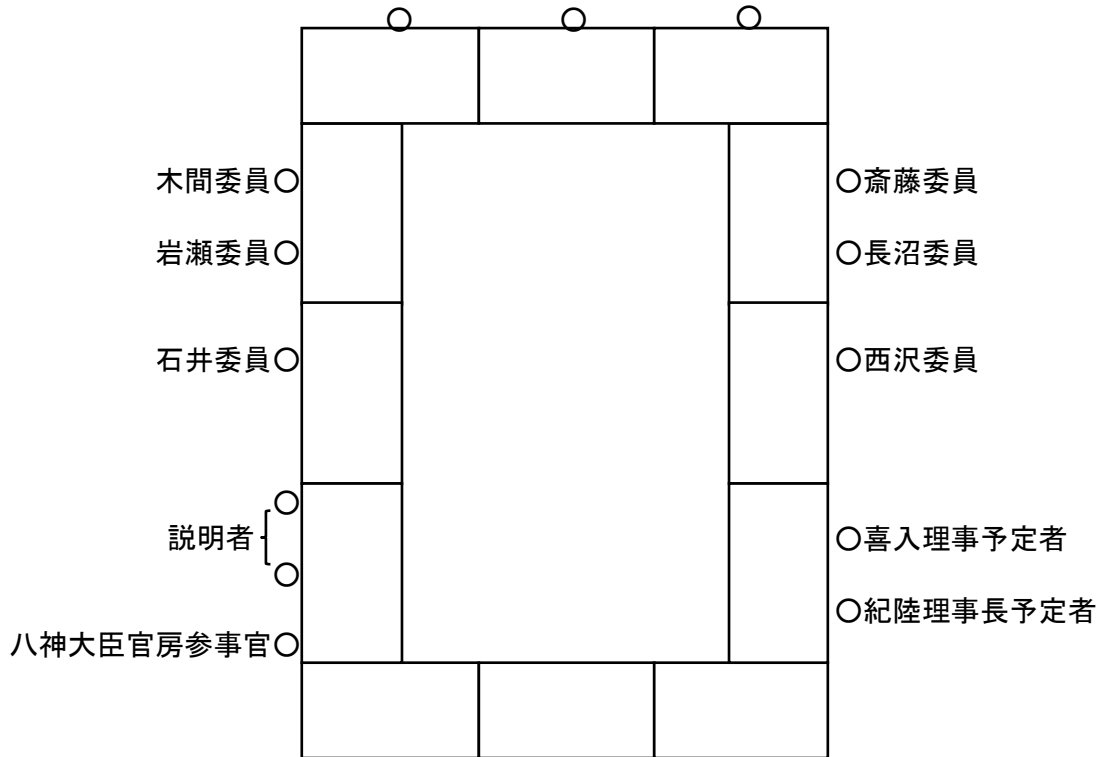 木間委員
斎藤委員
岩瀬委員
長沼委員
石井委員
西沢委員
説明者
喜入理事予定者
紀陸理事長予定者
八神大臣官房参事官